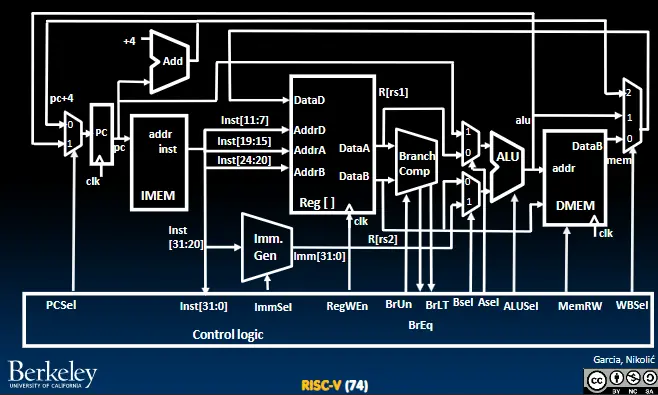 +4
Add
pc+4
0
1
PC
pc
clk
addr
inst
IMEM
Inst[11:7]
Inst[19:15]
Inst[24:20]
DataD
AddrD
AddrA
AddrB
DataA
DataB
Reg [ ]
clk
R[rs1]
R[rs2]
Branch
Comp
1
0
0
1
ALU
alu
DataB
addr
DMEM
clk
2
1
0
mem
Inst
[31:20]
Imm.
Gen
Imm[31:0]
PCSel
Inst[31:0]
ImmSel
RegWEn
BrUn
BrEq
BrLT
Bsel
Asel
ALUSel
MemRW
WBSel
Control logic
Berkeley
UNIVERSITY OF CALIFORNIA
RISC-V (74)
Garcia, Nikolić
cc
BY NC SA